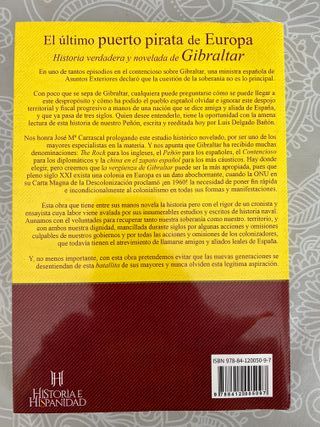 El último puerto pirata de Europa
Historia verdadera y novelada de Gibraltar
En uno de tantos episodios en el contencioso sobre Gibraltar, una ministra española de
Asuntos Exteriores declaró que la cuestión de la soberanía no es lo principal.
Con poco que se sepa de Gibraltar, cualquiera puede preguntarse cómo se puede llegar a
este despropósito y cómo ha podido el pueblo español olvidar e ignorar este despojo
territorial y fiscal progresivo a manos de una nación que se dice amiga y aliada de España,
y que ya pasa de tres siglos. Quien desee entenderlo, tiene la oportunidad con la amena
lectura de la historia de nuestro Peñón, escrita y reeditada hoy por Luis Delgado Bañón.
Nos honra José Mª Carrascal prologando este estudio histórico novelado, por ser uno de los
mayores especialistas en la materia. Y nos apunta que Gibraltar ha recibido muchas
denominaciones: The Rock para los ingleses, el Peñón para los españoles, el Contencioso
para los diplomáticos y la china en el zapato español para los más cáusticos. Hay donde
elegir, pero creemos que la vergüenza de Gibraltar puede ser la más apropiada, pues que en
pleno siglo XXI exista una colonia en Europa es un dato abochornante, cuando la ONU en
su Carta Magna de la Descolonización proclamó ¡en 1960! la necesidad de poner fin rápida
e incondicionalmente al colonialismo en todas sus formas y manifestaciones.
Esta obra que tiene entre sus manos novela la historia pero con el rigor de un cronista y
ensayista cuya labor viene avalada por sus innumerables estudios y escritos de historia naval.
Aunamos con él voluntades para recuperar tanto nuestra soberanía como nuestro territorio, y
con ambos nuestra dignidad, mancillada durante siglos por algunas acciones y omisiones
culpables de nuestros gobiernos y por todas las acciones y omisiones de los colonizadores,
que todavía tienen el atrevimiento de llamarse amigos y aliados leales de España.
Y, no menos importante, con esta obra pretendemos evitar que las nuevas generaciones se
desentiendan de esta batallita de sus mayores y nunca olviden esta legítima aspiración.
ISBN 978-84-120050-9-7
9 788412 005097
HISTORIA E
HISPANIDAD